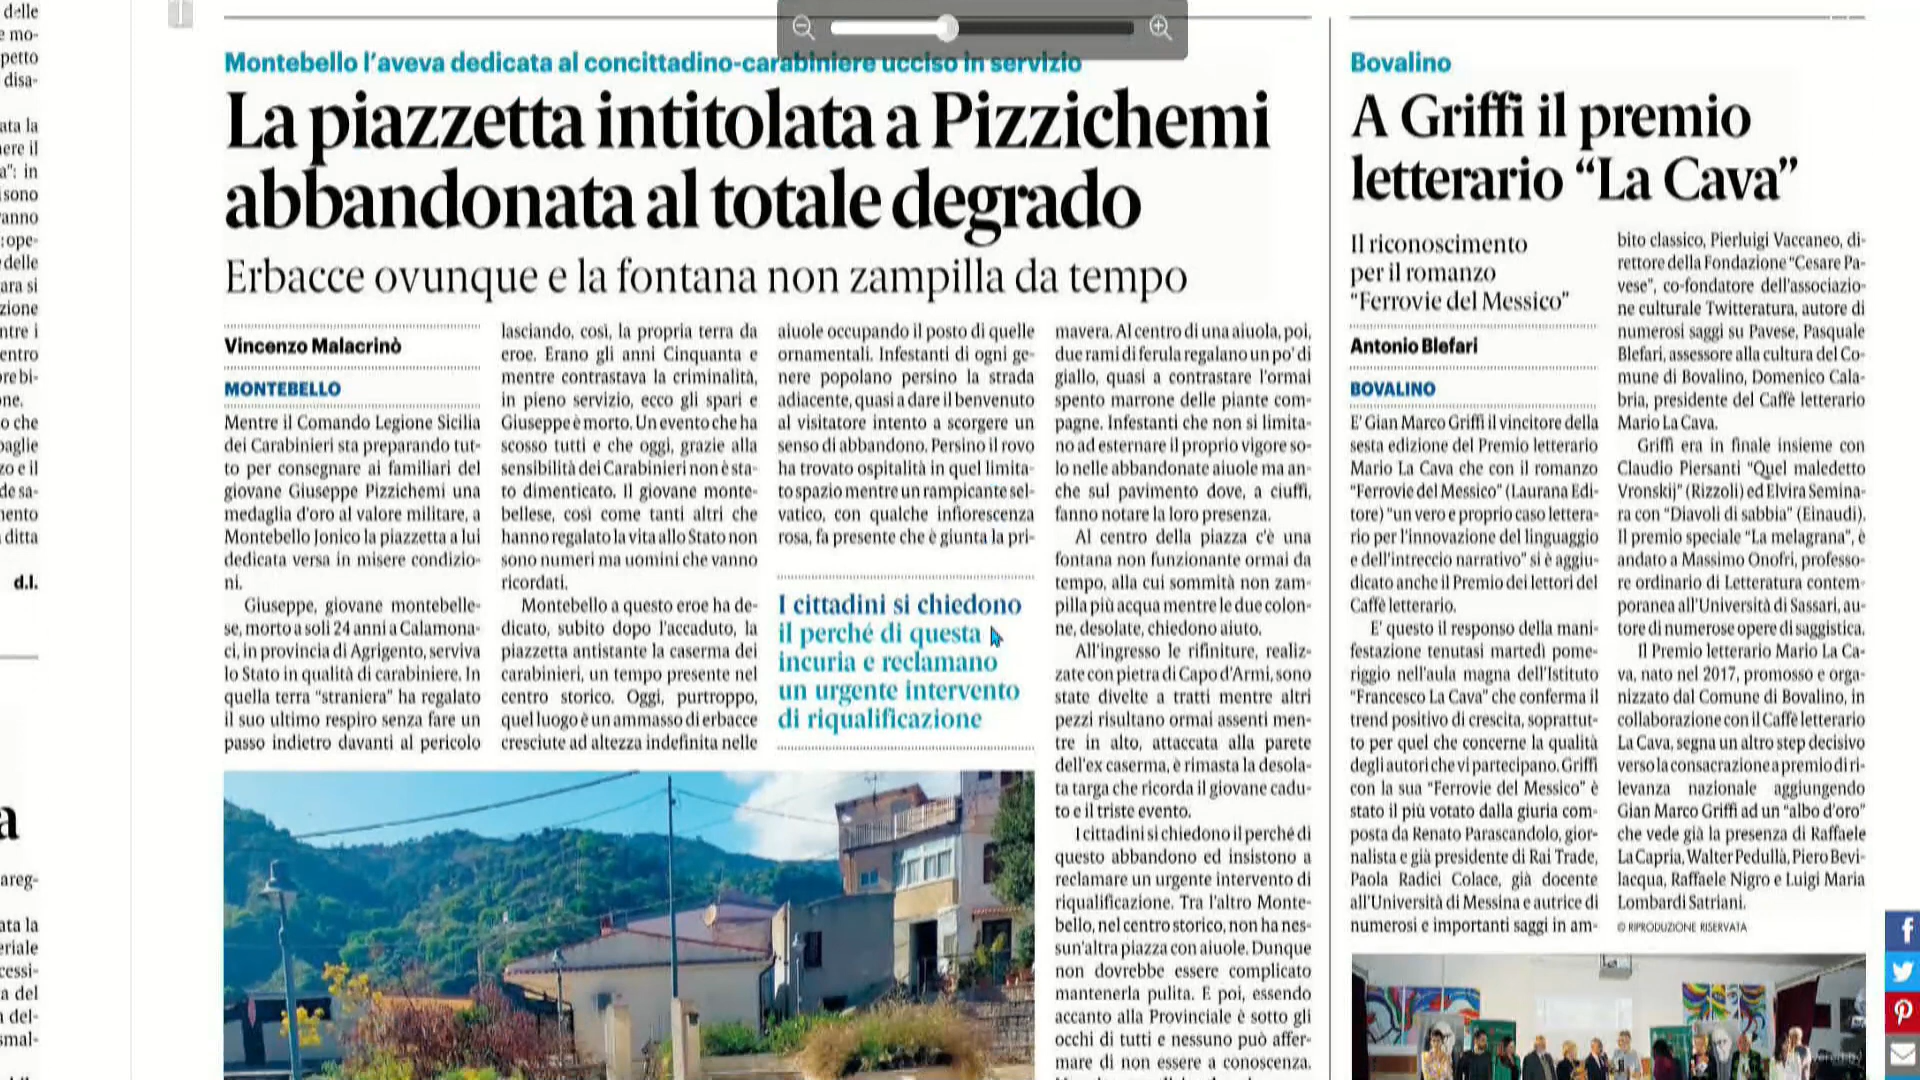 delle
e mo-
petto
disa-
ata la
nere il
a”: in
sono
anno
:ope-
delle
ara si
zione
ntre i
entro
ore bi-
one.
o che
paglie
zo e il
de sa-
nento
ditta
d.l.
a
areg-
ata la
eriale
cessi-
a del
del-
smal-
Montebello l’aveva dedicata al concittadino-carabiniere ucciso in servizio
La piazzetta intitolata a Pizzichemi
abbandonata al totale degrado
Erbacce ovunque e la fontana non zampilla da tempo
Vincenzo Malacrinò
MONTEBELLO
Mentre il Comando Legione Sicilia
dei Carabinieri sta preparando tut-
to per consegnare ai familiari del
giovane Giuseppe Pizzichemi una
medaglia d’oro al valore militare, a
Montebello Jonico la piazzetta a lui
dedicata versa in misere condizio-
ni.
Giuseppe, giovane montebelle-
se, morto a soli 24 anni a Calamona-
ci, in provincia di Agrigento, serviva
lo Stato in qualità di carabiniere. In
quella terra “straniera” ha regalato
il suo ultimo respiro senza fare un
passo indietro davanti al pericolo
lasciando, così, la propria terra da
eroe. Erano gli anni Cinquanta e
mentre contrastava la criminalità,
in pieno servizio, ecco gli spari e
Giuseppe è morto. Un evento che ha
scosso tutti e che oggi, grazie alla
sensibilità dei Carabinieri non è sta-
to dimenticato. Il giovane monte-
bellese, così come tanti altri che
hanno regalato la vita allo Stato non
sono numeri ma uomini che vanno
ricordati.
Montebello a questo eroe ha de-
dicato, subito dopo l’accaduto, la
piazzetta antistante la caserma dei
carabinieri, un tempo presente nel
centro storico. Oggi, purtroppo,
quel luogo è un ammasso di erbacce
cresciute ad altezza indefinita nelle
aiuole occupando il posto di quelle
ornamentali. Infestanti di ogni ge-
nere popolano persino la strada
adiacente, quasi a dare il benvenuto
al visitatore intento a scorgere un
senso di abbandono. Persino il rovo
ha trovato ospitalità in quel limita-
to spazio mentre un rampicante sel-
vatico, con qualche infiorescenza
rosa, fa presente che è giunta la pri-
I cittadini si chiedono
il perché di questa
incuria e reclamano
un urgente intervento
di riqualificazione
mavera. Al centro di una aiuola, poi,
due rami di ferula regalano un po’ di
giallo, quasi a contrastare l’ormai
spento marrone delle piante com-
pagne. Infestanti che non si limita-
no ad esternare il proprio vigore so-
lo nelle abbandonate aiuole ma an-
che sul pavimento dove, a ciuffi,
fanno notare la loro presenza.
Al centro della piazza c’è una
fontana non funzionante ormai da
tempo, alla cui sommità non zam-
pilla più acqua mentre le due colon-
ne, desolate, chiedono aiuto.
All’ingresso le rifiniture, realiz-
zate con pietra di Capo d’Armi, sono
state divelte a tratti mentre altri
pezzi risultano ormai assenti men-
tre in alto, attaccata alla parete
dell’ex caserma, è rimasta la desola-
ta targa che ricorda il giovane cadu-
to e il triste evento.
I cittadini si chiedono il perché di
questo abbandono ed insistono a
reclamare un urgente intervento di
riqualificazione. Tra l’altro Monte-
bello, nel centro storico, non ha nes-
sun’altra piazza con aiuole. Dunque
non dovrebbe essere complicato
mantenerla pulita. E poi, essendo
accanto alla Provinciale è sotto gli
occhi di tutti e nessuno può affer-
mare di non essere a conoscenza.
Bovalino
A Griffi il premio
letterario “La Cava”
Il riconoscimento
per il romanzo
“Ferrovie del Messico”
Antonio Blefari
BOVALINO
E’ Gian Marco Griffi il vincitore della
sesta edizione del Premio letterario
Mario La Cava che con il romanzo
“Ferrovie del Messico” (Laurana Edi-
tore) “un vero e proprio caso lettera-
rio per l’innovazione del linguaggio
e dell’intreccio narrativo” si è aggiu-
dicato anche il Premio dei lettori del
Caffè letterario.
E’ questo il responso della mani-
festazione tenutasi martedì pome-
riggio nell’aula magna dell’Istituto
“Francesco La Cava” che conferma il
trend positivo di crescita, soprattut-
to per quel che concerne la qualità
degli autori che vi partecipano. Griffi
con la sua “Ferrovie del Messico” è
stato il più votato dalla giuria com-
posta da Renato Parascandolo, gior-
nalista e già presidente di Rai Trade,
Paola Radici Colace, già docente
all’Università di Messina e autrice di
numerosi e importanti saggi in am-
bito classico, Pierluigi Vaccaneo, di-
rettore della Fondazione “Cesare Pa-
vese”, co-fondatore dell’associazio-
ne culturale Twitteratura, autore di
numerosi saggi su Pavese, Pasquale
Blefari, assessore alla cultura del Co-
mune di Bovalino, Domenico Cala-
bria, presidente del Caffè letterario
Mario La Cava.
Griffi era in finale insieme con
Claudio Piersanti “Quel maledetto
Vronskij” (Rizzoli) ed Elvira Semina-
ra con “Diavoli di sabbia” (Einaudi).
Il premio speciale “La melagrana”, è
andato a Massimo Onofri, professo-
re ordinario di Letteratura contem-
poranea all’Università di Sassari, au-
tore di numerose opere di saggistica.
Il Premio letterario Mario La Ca-
va, nato nel 2017, promosso e orga-
nizzato dal Comune di Bovalino, in
collaborazione con il Caffè letterario
La Cava, segna un altro step decisivo
verso la consacrazione a premio di ri-
levanza nazionale aggiungendo
Gian Marco Griffi ad un “albo d’oro”
che vede già la presenza di Raffaele
La Capria, Walter Pedullà, Piero Bevi-
lacqua, Raffaele Nigro e Luigi Maria
Lombardi Satriani.
© RIPRODUZIONE RISERVATA